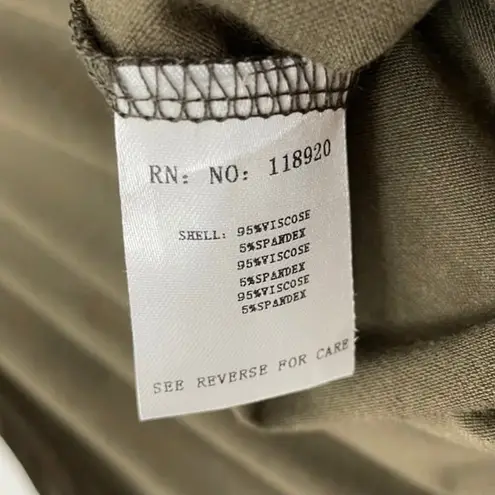 RN: NO: 118920
SHELL: 95%VISCOSE
5%SPANDEX
95%VISCOSE
5%SPANDEX
95%VISCOSE
5%SPANDEX
SEE REVERSE FOR CARE